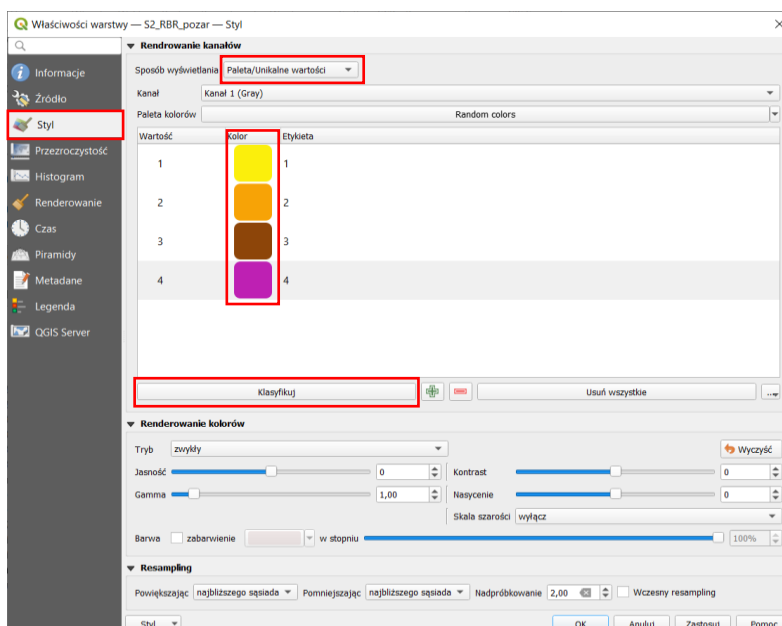 Właściwości warstwy — S2_RBR_pozar — Styl
Informacje
Źródło
Styl
Przezroczystość
Histogram
Renderowanie
Czas
Piramidy
Metadane
Legenda
QGIS Server
Rendrowanie kanałów
Sposób wyświetlania Paleta/Unikalne wartości
Kanał Kanał 1 (Gray)
Paleta kolorów Random colors
Wartość Kolor Etykieta
1 1
2 2
3 3
4 4
Klasyfikuj Usuń wszystkie ...
Renderowanie kolorów
Tryb zwykły Wyczyść
Jasność 0 Kontrast 0
Gamma 1,00 Nasycenie 0
Skala szarości wyłącz
Barwa zabarwienie w stopniu 100%
Resampling
Powiększając najbliższego sąsiada Pomniejszając najbliższego sąsiada Nadpróbkowanie 2,00 Wczesny resampling
Styl OK Anuluj Zastosuj Pomoc